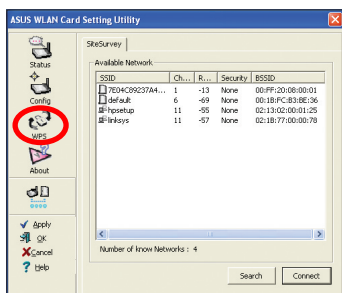 ASUS WLAN Card Setting Utility
Status
Config
WPS
About
Apply
OK
Cancel
Help
SiteSurvey
Available Network
SSID Ch... R... Security BSSID
7E04C89237A4... 1 -13 None 00:FF:20:08:00:01
default 6 -69 None 00:1B:FC:B3:BE:36
hpsetup 11 -55 None 02:13:02:00:01:25
linksys 11 -57 None 02:1B:77:00:00:78
Number of know Networks : 4
Search Connect